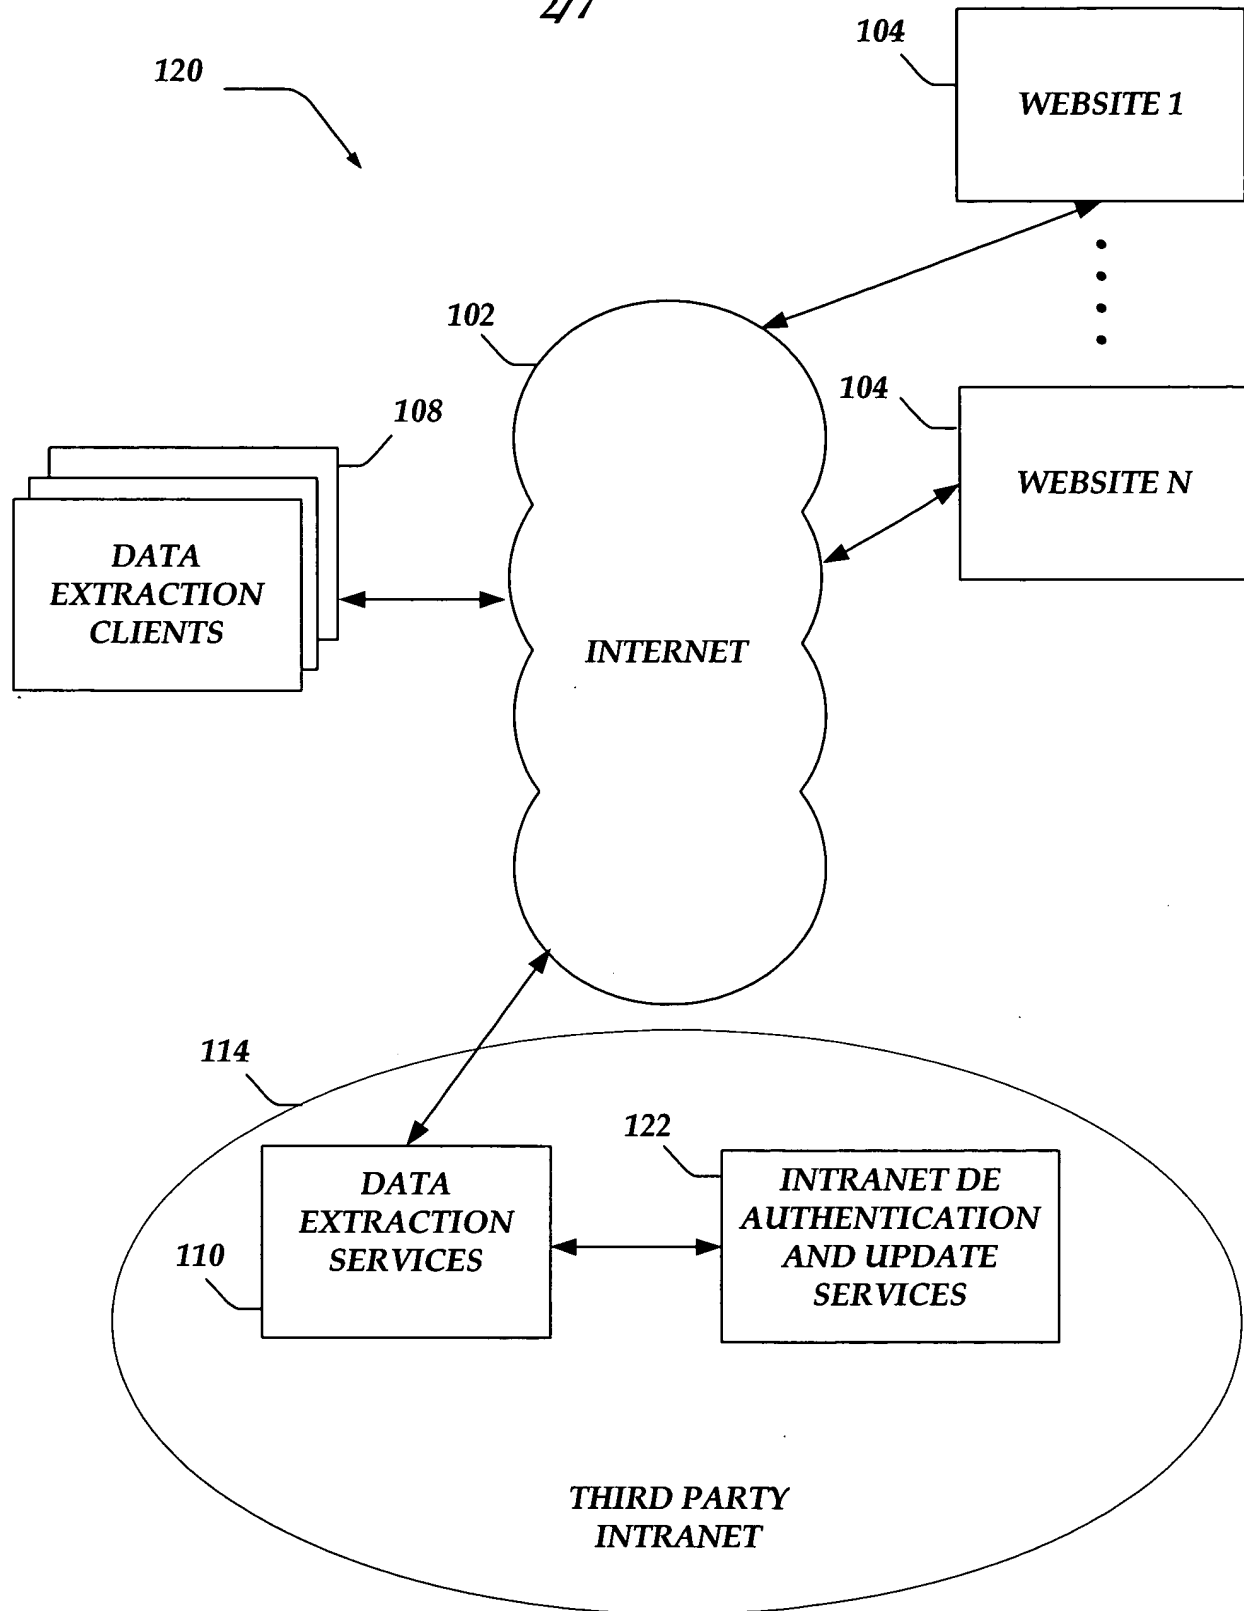 2/7
120
104
WEBSITE 1
102
104
WEBSITE N
108
DATA
EXTRACTION
CLIENTS
INTERNET
114
122
DATA
EXTRACTION
SERVICES
110
INTRANET DE
AUTHENTICATION
AND UPDATE
SERVICES
THIRD PARTY
INTRANET